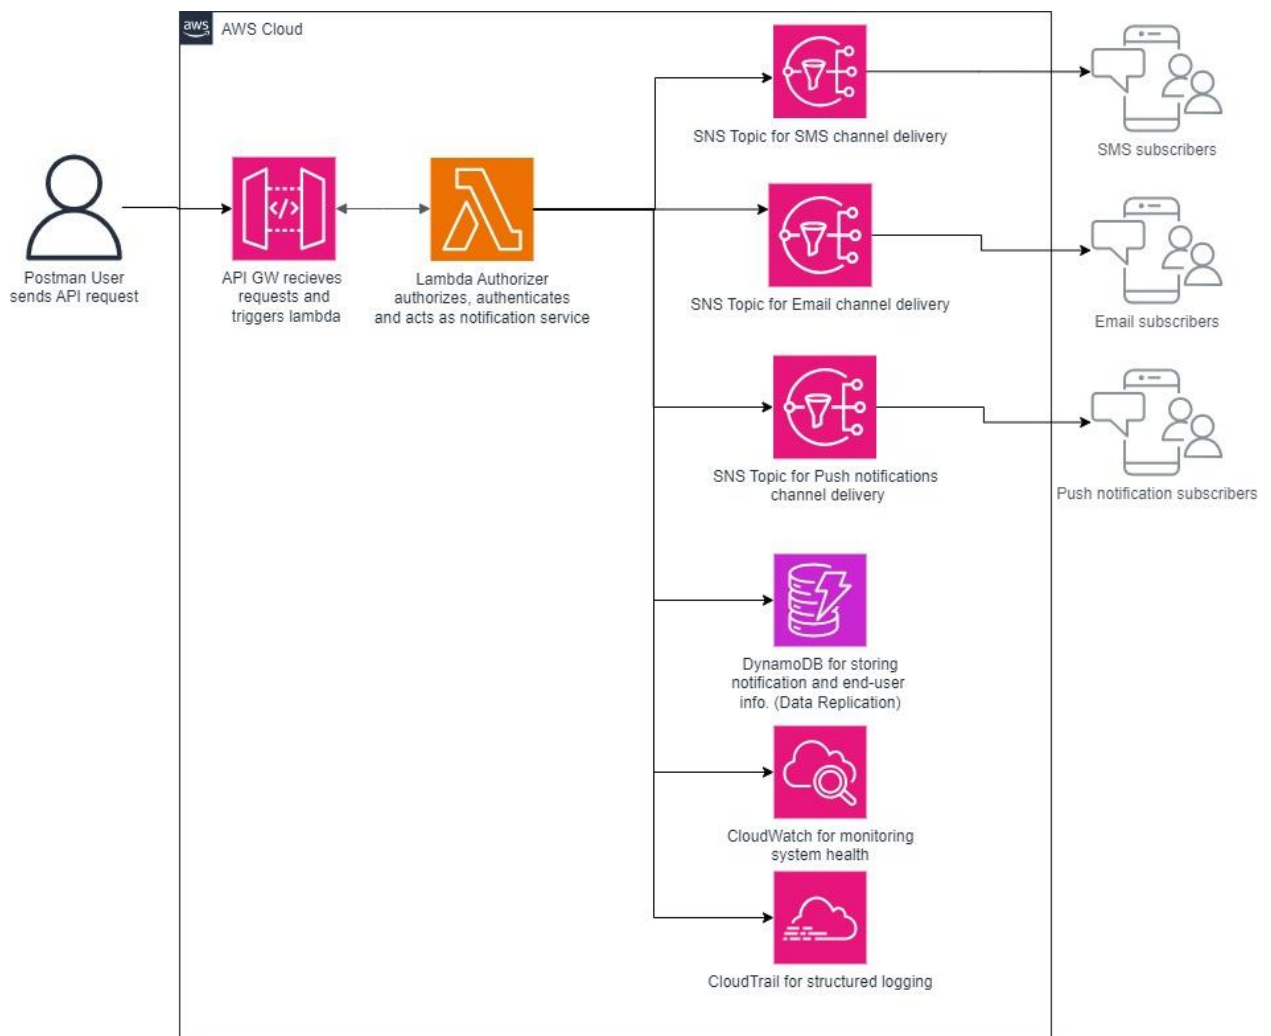 aws
AWS Cloud
SNS Topic for SMS channel delivery
SMS subscribers
Postman User
sends API request
API GW recieves
requests and
triggers lambda
Lambda Authorizer
authorizes, authenticates
and acts as notification service
SNS Topic for Email channel delivery
Email subscribers
SNS Topic for Push notifications
channel delivery
Push notification subscribers
DynamoDB for storing
notification and end-user
info. (Data Replication)
CloudWatch for monitoring
system health
CloudTrail for structured logging